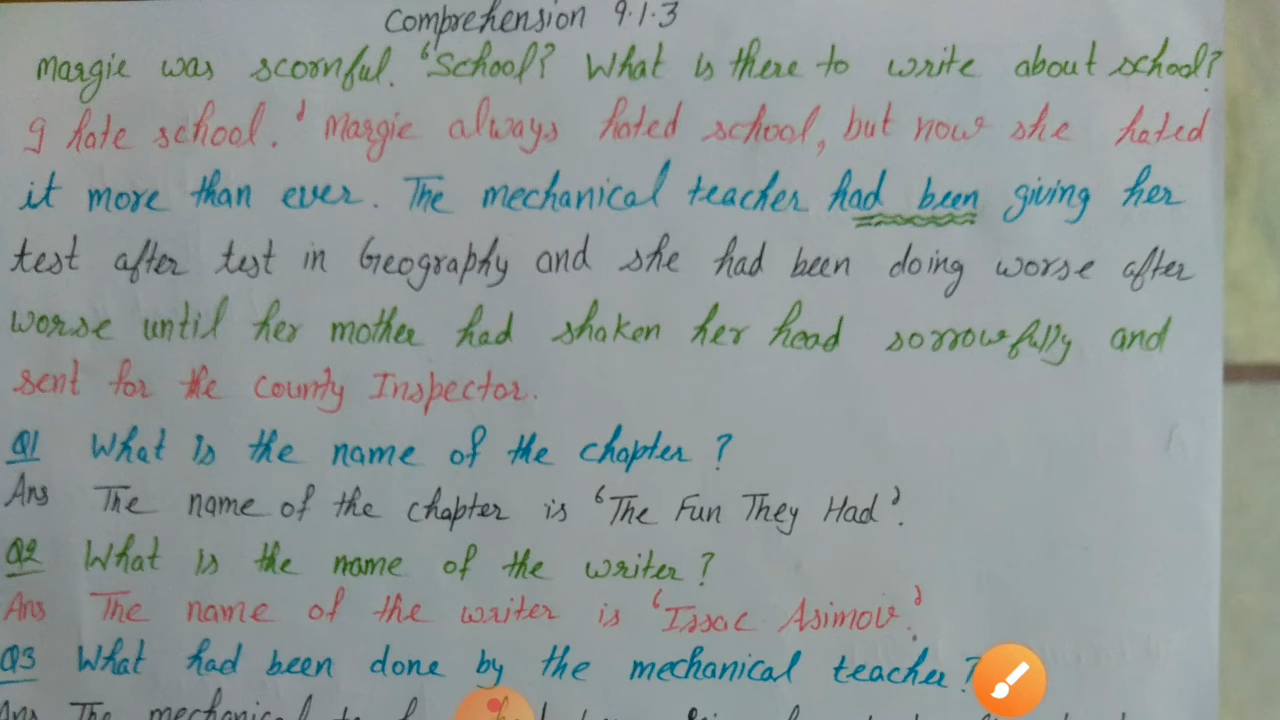 Comprehension 9.1.3
Margie was scornful. 'School? What is there to write about school?
I hate school.' Margie always hated school, but now she hated
it more than ever. The mechanical teacher had been giving her
test after test in Geography and she had been doing worse after
worse until her mother had shaken her head sorrowfully and
sent for the County Inspector.
Q1 What is the name of the chapter ?
Ans The name of the chapter is 'The Fun They Had'.
Q2 What is the name of the writer ?
Ans The name of the writer is 'Issac Asimov'.
Q3 What had been done by the mechanical teacher ?
Ans The mechanical